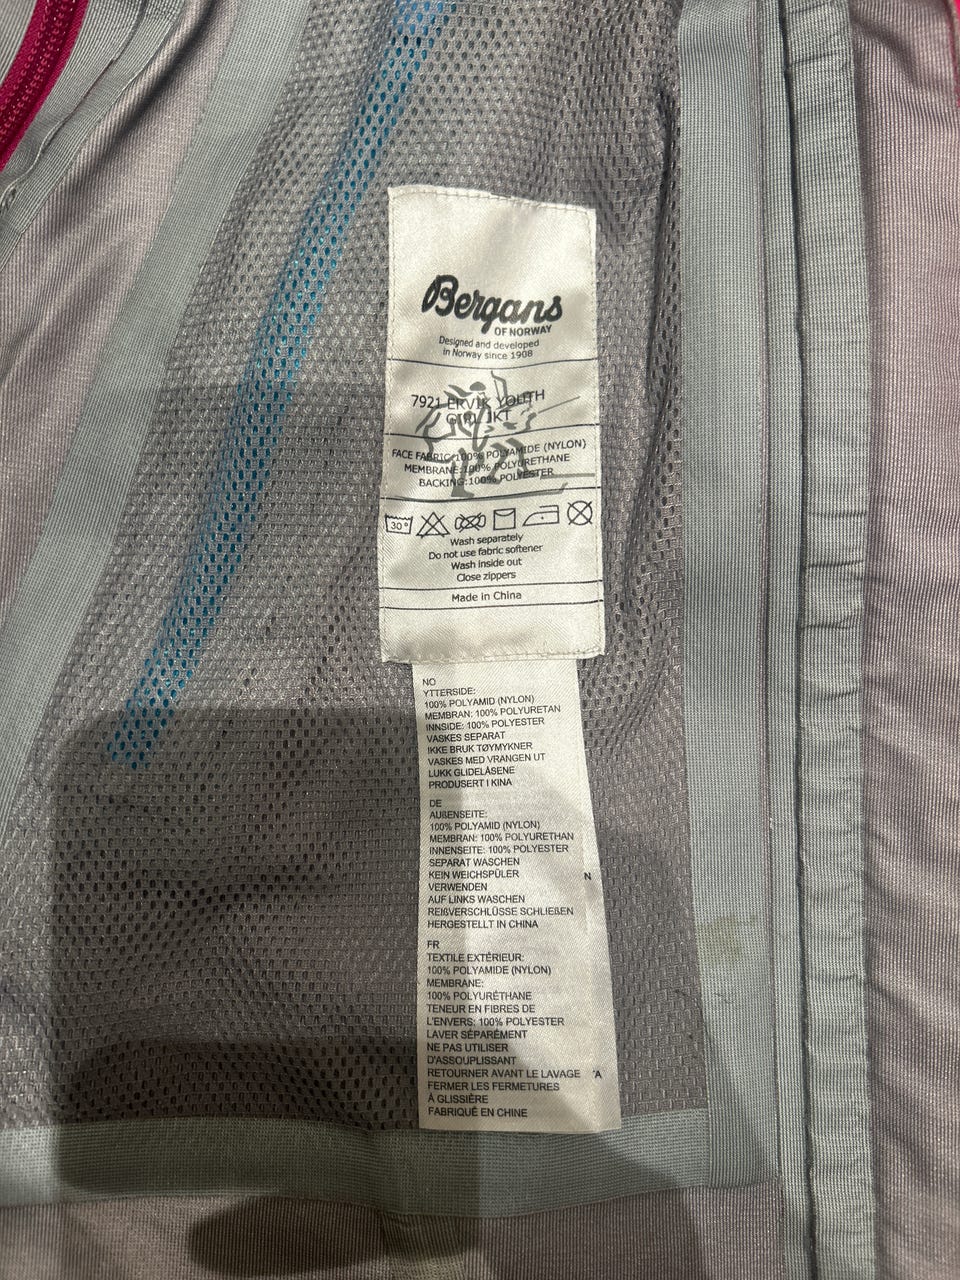 Bergans
OF NORWAY
Designed and developed
in Norway since 1908
7921 ERVIK YOUTH
GIRL JKT
FACE FABRIC:100% POLYAMIDE (NYLON)
MEMBRANE:100% POLYURETHANE
BACKING:100% POLYESTER
30°
Wash separately
Do not use fabric softener
Wash inside out
Close zippers
Made in China
NO
YTTERSIDE:
100% POLYAMID (NYLON)
MEMBRAN: 100% POLYURETAN
INNSIDE: 100% POLYESTER
VASKES SEPARAT
IKKE BRUK TØYMYKNER
VASKES MED VRANGEN UT
LUKK GLIDELÅSENE
PRODUSERT I KINA
DE
AUßENSEITE:
100% POLYAMID (NYLON)
MEMBRAN: 100% POLYURETHAN
INNENSEITE: 100% POLYESTER
SEPARAT WASCHEN
KEIN WEICHSPÜLER
VERWENDEN
AUF LINKS WASCHEN
REIßVERSCHLÜSSE SCHLIEßEN
HERGESTELLT IN CHINA
FR
TEXTILE EXTÉRIEUR:
100% POLYAMIDE (NYLON)
MEMBRANE:
100% POLYURÉTHANE
TENEUR EN FIBRES DE
L'ENVERS: 100% POLYESTER
LAVER SÉPARÉMENT
NE PAS UTILISER
D'ASSOUPLISSANT
RETOURNER AVANT LE LAVAGE
FERMER LES FERMETURES
À GLISSIÈRE
FABRIQUÉ EN CHINE